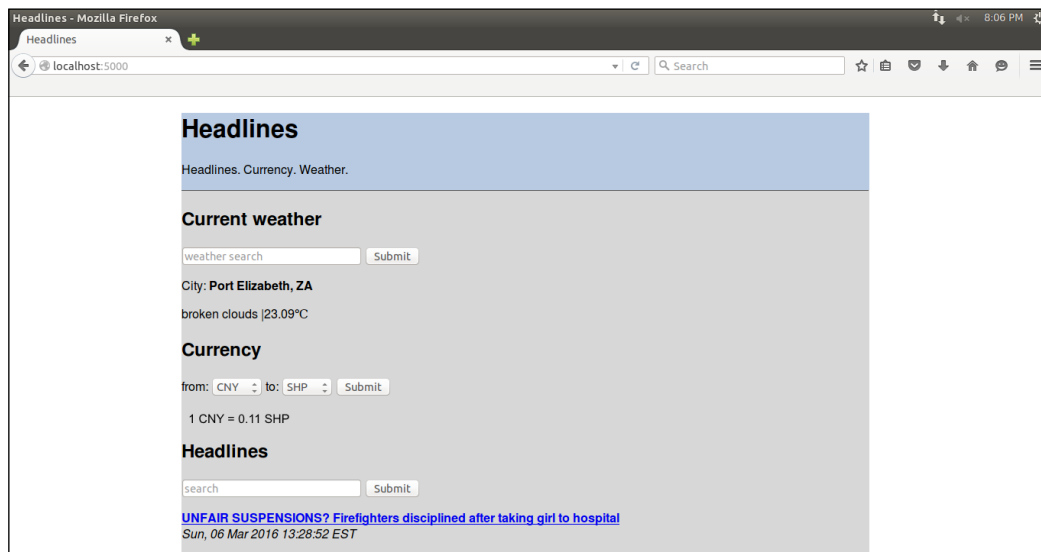 Headlines - Mozilla Firefox
8:06 PM
Headlines
localhost:5000
Search
Headlines
Headlines. Currency. Weather.
Current weather
weather search Submit
City: Port Elizabeth, ZA
broken clouds |23.09℃
Currency
from: CNY to: SHP Submit
1 CNY = 0.11 SHP
Headlines
search Submit
UNFAIR SUSPENSIONS? Firefighters disciplined after taking girl to hospital
Sun, 06 Mar 2016 13:28:52 EST